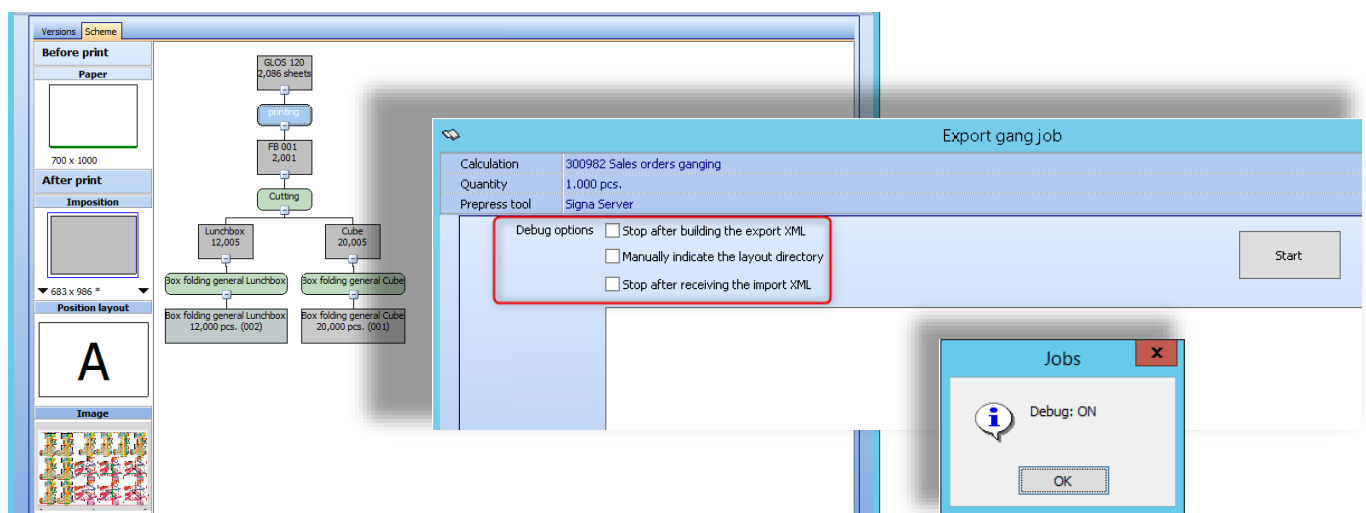 Versions Scheme
Before print
Paper
700 x 1000
After print
Imposition
683 x 986 *
Position layout
A
Image
GLOS 120
2,086 sheets
printing
FB 001
2,001
Cutting
Lunchbox
12,005
Cube
20,005
Box folding general Lunchbox
Box folding general Cube
Box folding general Lunchbox
12,000 pcs. (002)
Box folding general Cube
20,000 pcs. (001)
Export gang job
Calculation 300982 Sales orders ganging
Quantity 1.000 pcs.
Prepress tool Signa Server
Debug options Stop after building the export XML
Manually indicate the layout directory
Stop after receiving the import XML
Start
Jobs
x
Debug: ON
OK